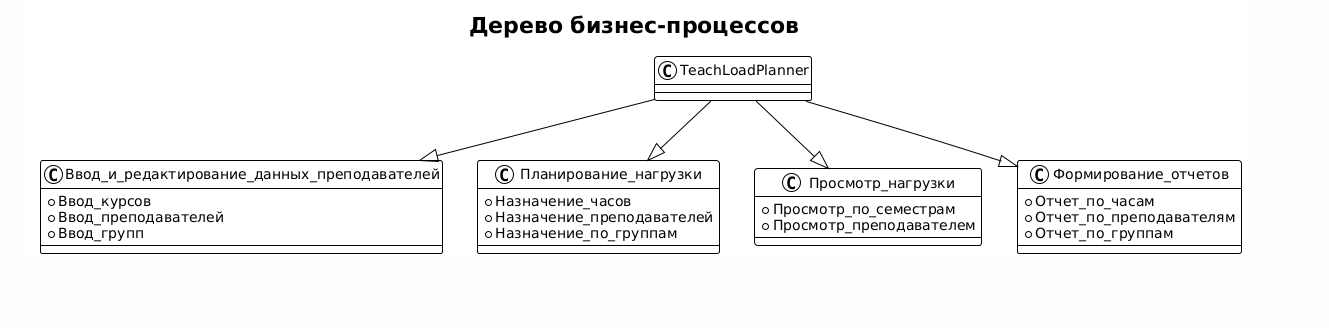 Дерево бизнес-процессов
C TeachLoadPlanner
C Ввод_и_редактирование_данных_преподавателей
Ввод_курсов
Ввод_преподавателей
Ввод_групп
C Планирование_нагрузки
Назначение_часов
Назначение_преподавателей
Назначение_по_группам
C Просмотр_нагрузки
Просмотр_по_семестрам
Просмотр_преподавателем
C Формирование_отчетов
Отчет_по_часам
Отчет_по_преподавателям
Отчет_по_группам